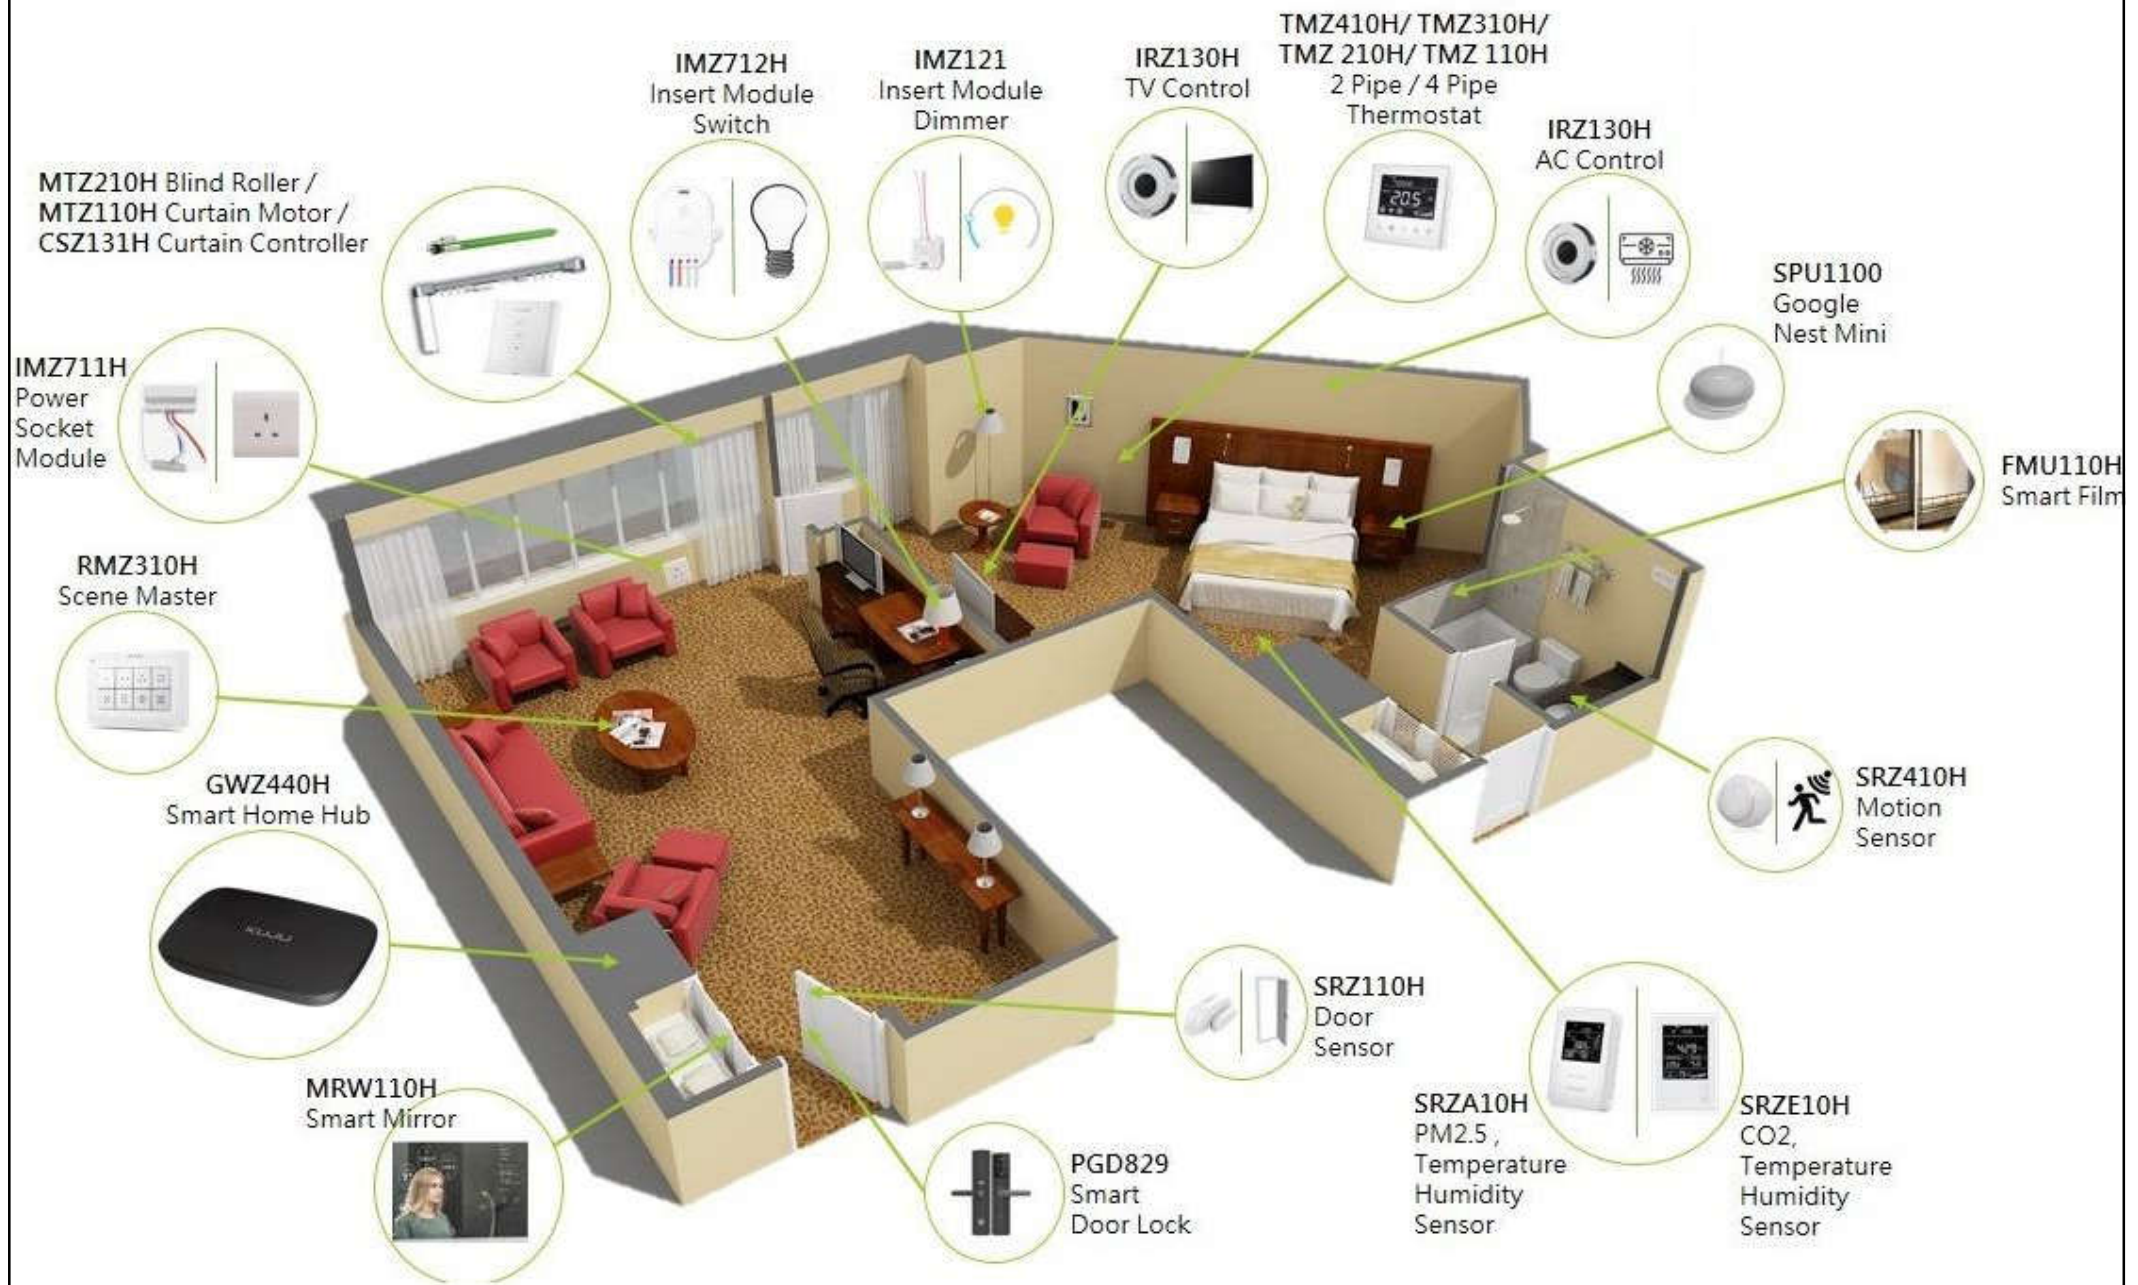 TMZ410H/ TMZ310H/
TMZ 210H/ TMZ 110H
2 Pipe / 4 Pipe
Thermostat
IMZ712H
Insert Module
Switch
IMZ121
Insert Module
Dimmer
IRZ130H
TV Control
IRZ130H
AC Control
MTZ210H Blind Roller /
MTZ110H Curtain Motor /
CSZ131H Curtain Controller
20.5
SPU1100
Google
Nest Mini
IMZ711H
Power
Socket
Module
FMU110H
Smart Film
RMZ310H
Scene Master
GWZ440H
Smart Home Hub
SRZ410H
Motion
Sensor
SRZ110H
Door
Sensor
MRW110H
Smart Mirror
PGD829
Smart
Door Lock
SRZA10H
PM2.5 ,
Temperature
Humidity
Sensor
SRZE10H
CO2,
Temperature
Humidity
Sensor